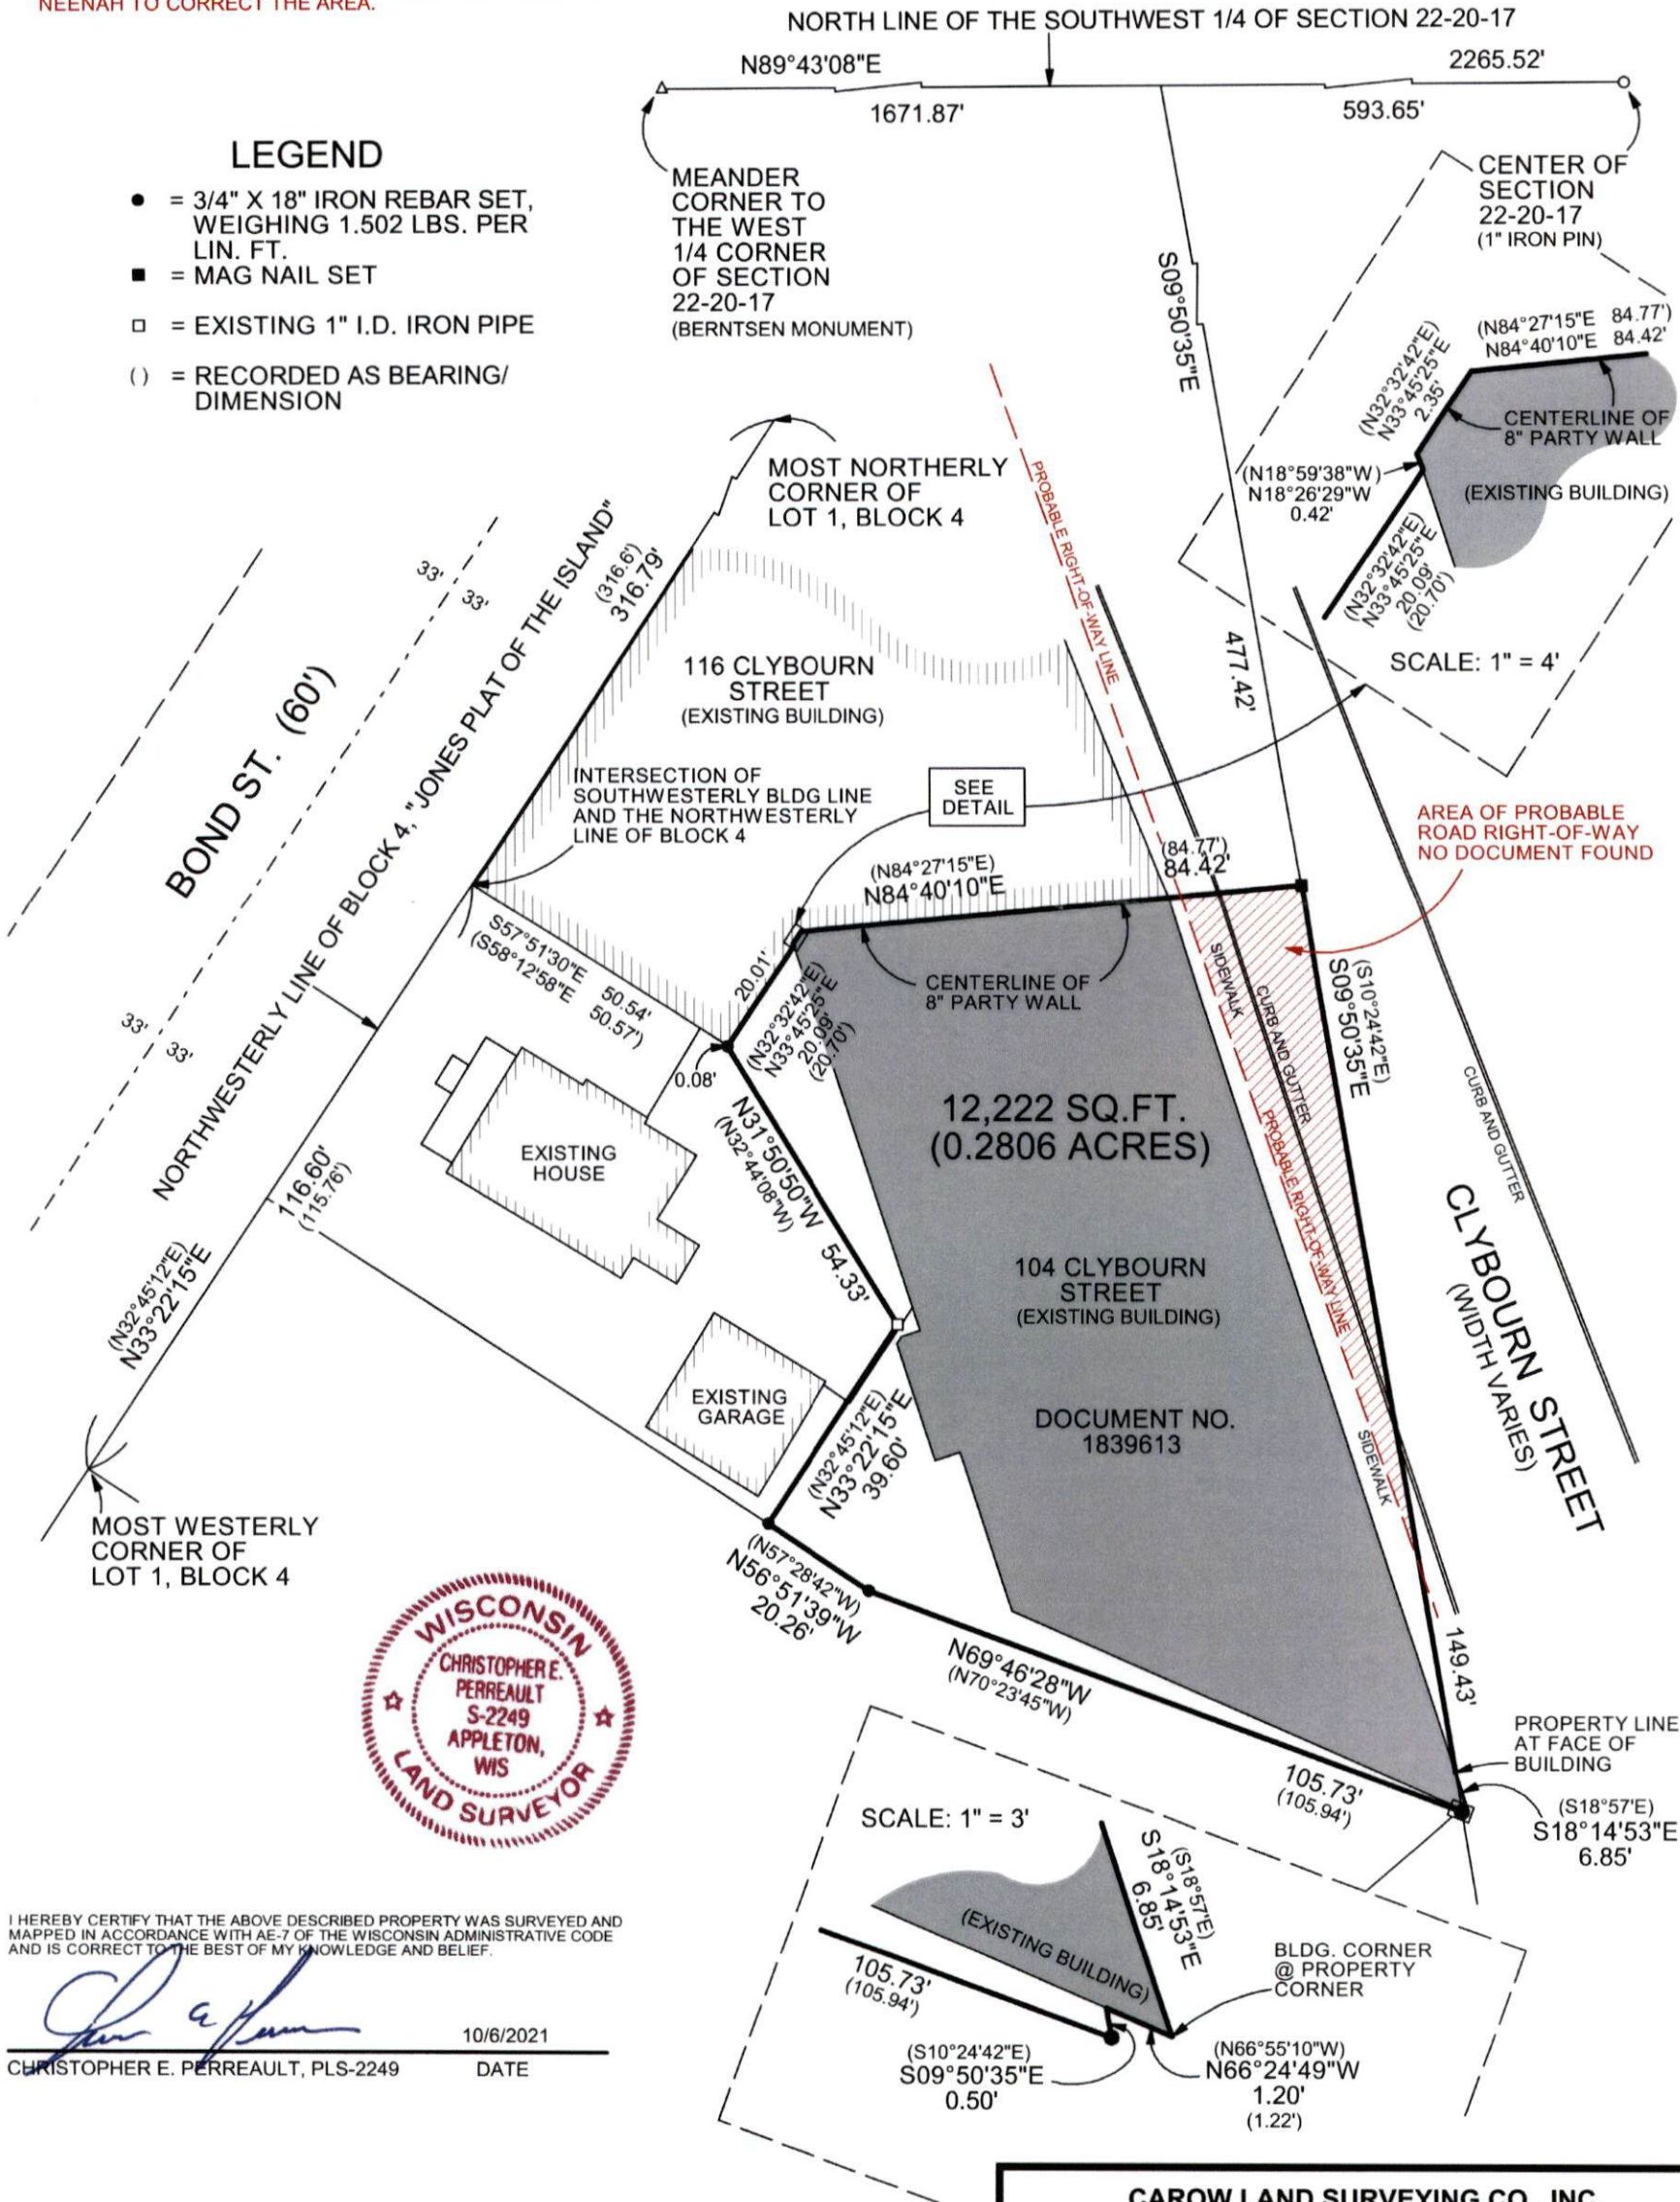 NEENAH TO CORRECT THE AREA.
NORTH LINE OF THE SOUTHWEST 1/4 OF SECTION 22-20-17
N89°43'08"E
2265.52'
1671.87'
593.65'
LEGEND
● = 3/4" X 18" IRON REBAR SET,
WEIGHING 1.502 LBS. PER
LIN. FT.
■ = MAG NAIL SET
□ = EXISTING 1" I.D. IRON PIPE
( ) = RECORDED AS BEARING/
DIMENSION
MEANDER
CORNER TO
THE WEST
1/4 CORNER
OF SECTION
22-20-17
(BERNTSEN MONUMENT)
CENTER OF
SECTION
22-20-17
(1" IRON PIN)
S09°50'35"E
477.42'
(N84°27'15"E 84.77')
N84°40'10"E 84.42'
(N32°32'42"E)
N33°45'25"E
2.35'
CENTERLINE OF
8" PARTY WALL
(N18°59'38"W)
N18°26'29"W
0.42'
(EXISTING BUILDING)
(N32°32'42"E)
N33°45'25"E
20.09'
(20.70')
SCALE: 1" = 4'
MOST NORTHERLY
CORNER OF
LOT 1, BLOCK 4
PROBABLE RIGHT-OF-WAY LINE
33'
33'
(316.6')
316.79'
BOND ST. (60')
NORTHWESTERLY LINE OF BLOCK 4, "JONES PLAT OF THE ISLAND"
116 CLYBOURN
STREET
(EXISTING BUILDING)
INTERSECTION OF
SOUTHWESTERLY BLDG LINE
AND THE NORTHWESTERLY
LINE OF BLOCK 4
SEE
DETAIL
AREA OF PROBABLE
ROAD RIGHT-OF-WAY
NO DOCUMENT FOUND
(N84°27'15"E)
N84°40'10"E
(84.77')
84.42'
S57°51'30"E 50.54'
(S58°12'58"E 50.57')
20.01'
(N32°32'42"E)
N33°45'25"E
20.09'
(20.70')
CENTERLINE OF
8" PARTY WALL
SIDEWALK
CURB AND GUTTER
(S10°24'42"E)
S09°50'35"E
33'
33'
0.08'
12,222 SQ.FT.
(0.2806 ACRES)
CURB AND GUTTER
PROBABLE RIGHT-OF-WAY LINE
EXISTING
HOUSE
N31°50'50"W 54.33'
(N32°44'08"W)
116.60'
(115.76')
(N32°45'12"E)
N33°22'15"E
104 CLYBOURN
STREET
(EXISTING BUILDING)
CLYBOURN STREET
(WIDTH VARIES)
EXISTING
GARAGE
(N32°45'12"E)
N33°22'15"E
39.60'
DOCUMENT NO.
1839613
SIDEWALK
MOST WESTERLY
CORNER OF
LOT 1, BLOCK 4
(N57°28'42"W)
N56°51'39"W
20.26'
WISCONSIN
CHRISTOPHER E.
PERREAULT
S-2249
APPLETON,
WIS
LAND SURVEYOR
N69°46'28"W
(N70°23'45"W)
149.43'
PROPERTY LINE
AT FACE OF
BUILDING
105.73'
(105.94')
(S18°57'E)
S18°14'53"E
6.85'
SCALE: 1" = 3'
(S18°57'E)
S18°14'53"E
6.85'
(EXISTING BUILDING)
BLDG. CORNER
@ PROPERTY
CORNER
105.73'
(105.94')
(S10°24'42"E)
S09°50'35"E
0.50'
(N66°55'10"W)
N66°24'49"W
1.20'
(1.22')
I HEREBY CERTIFY THAT THE ABOVE DESCRIBED PROPERTY WAS SURVEYED AND
MAPPED IN ACCORDANCE WITH AE-7 OF THE WISCONSIN ADMINISTRATIVE CODE
AND IS CORRECT TO THE BEST OF MY KNOWLEDGE AND BELIEF.
10/6/2021
CHRISTOPHER E. PERREAULT, PLS-2249 DATE
CAROW LAND SURVEYING CO., INC.